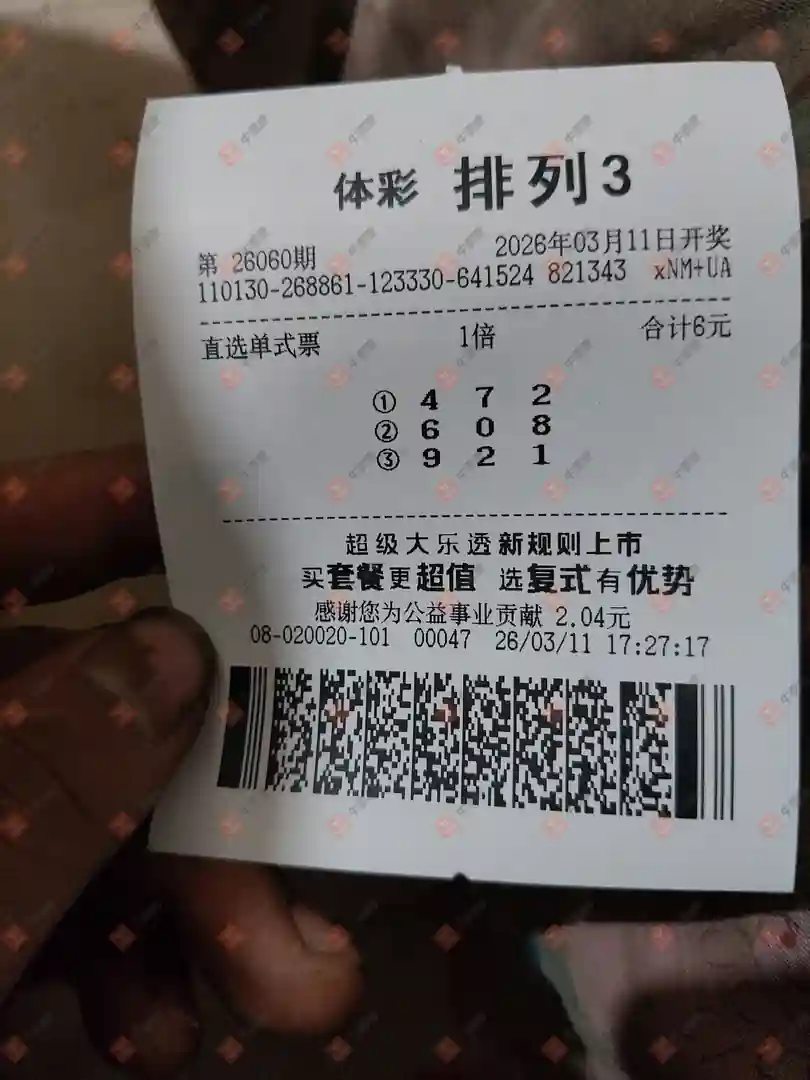 体彩 排列3
第 26060期 2026年03月11日开奖
110130-268861-123330-641524 821343 xNM+UA
直选单式票 1倍 合计6元
① 4 7 2
② 6 0 8
③ 9 2 1
超级大乐透新规则上市
买套餐更超值 选复式有优势
感谢您为公益事业贡献 2.04元
08-020020-101 00047 26/03/11 17:27:17